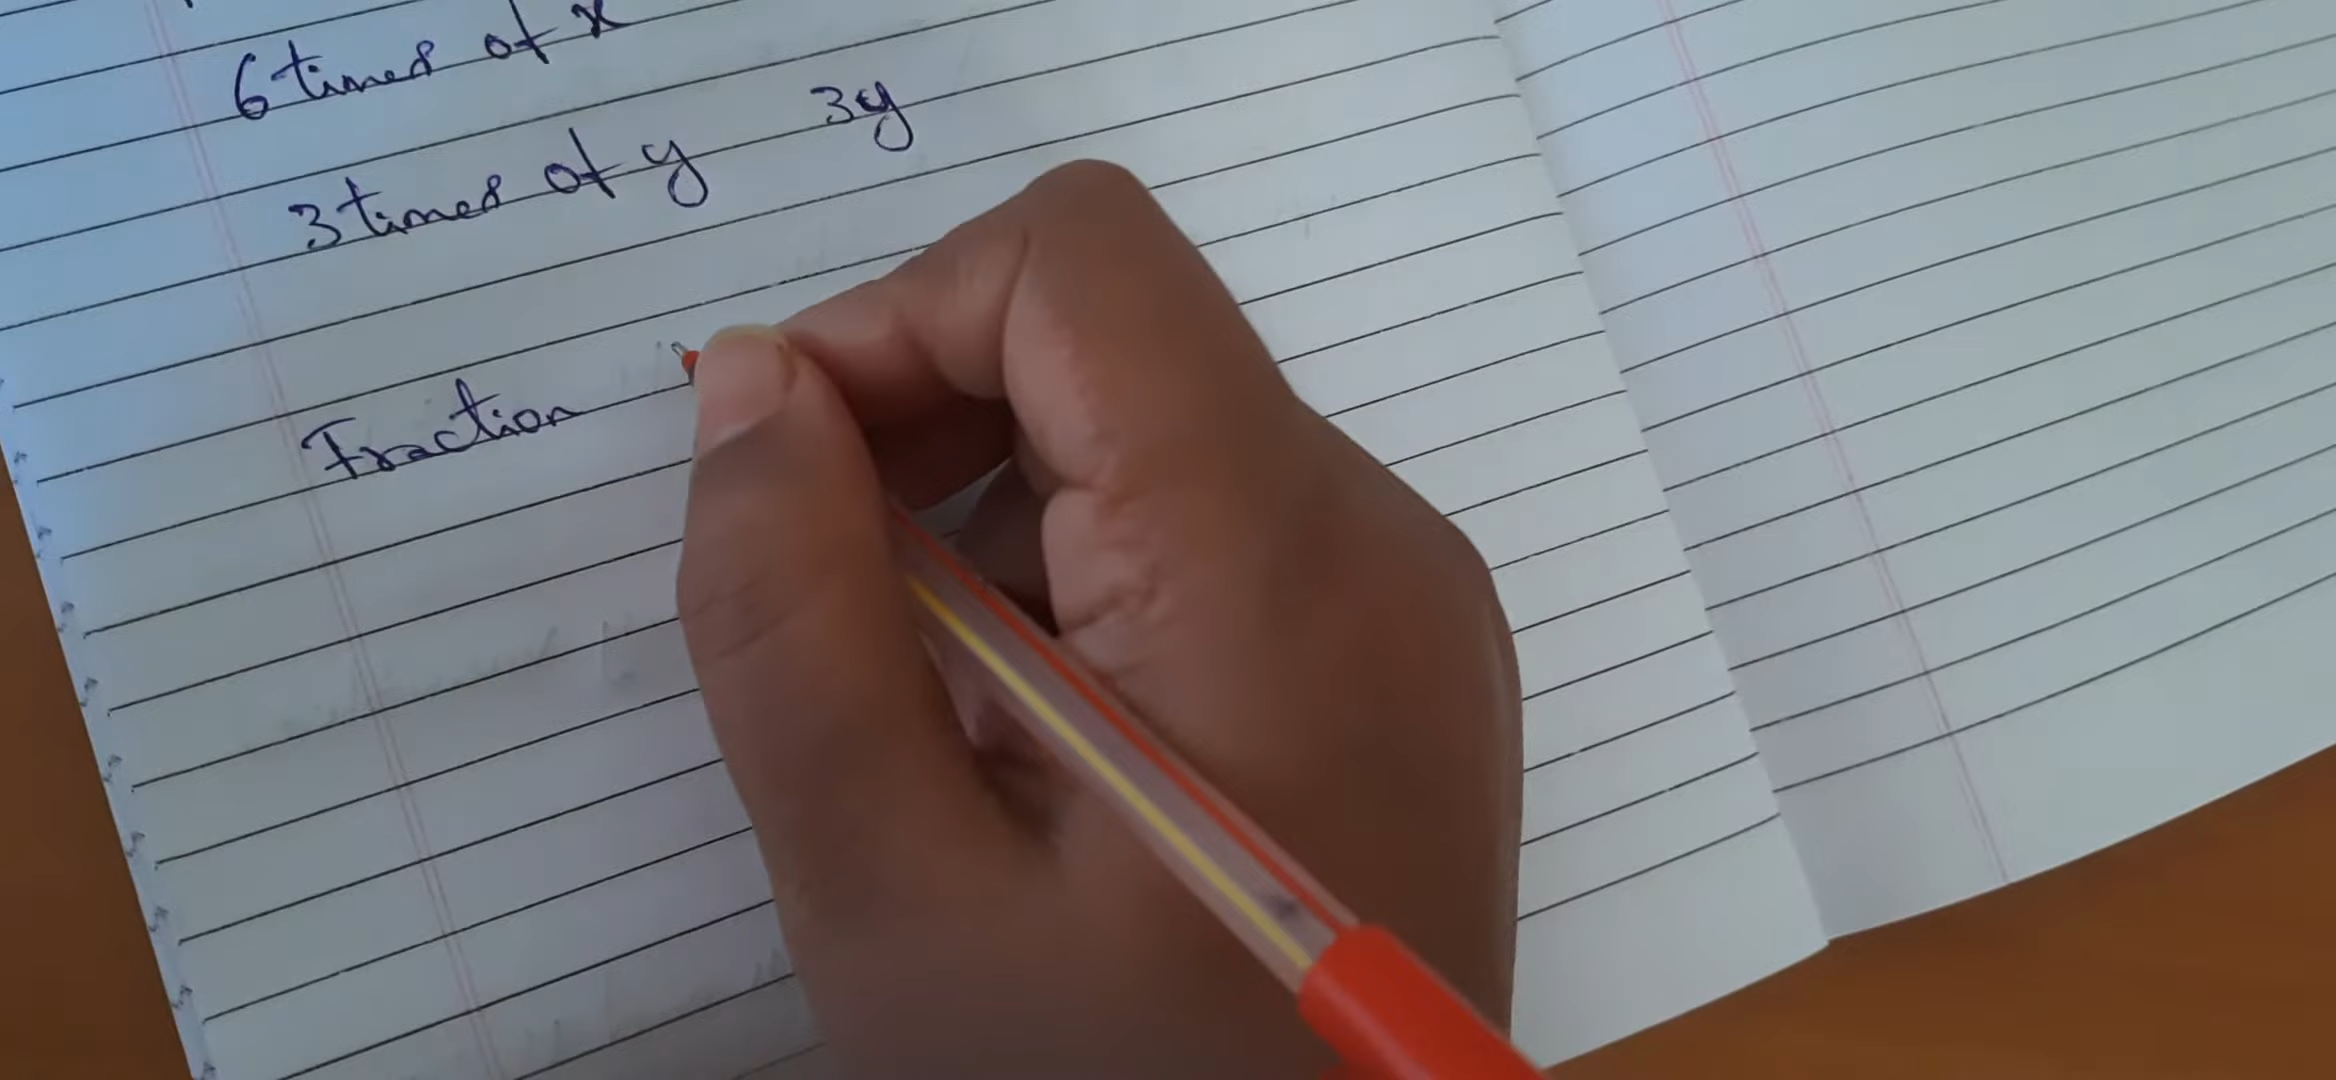 6 times of x
3 times of y 3y
Fraction